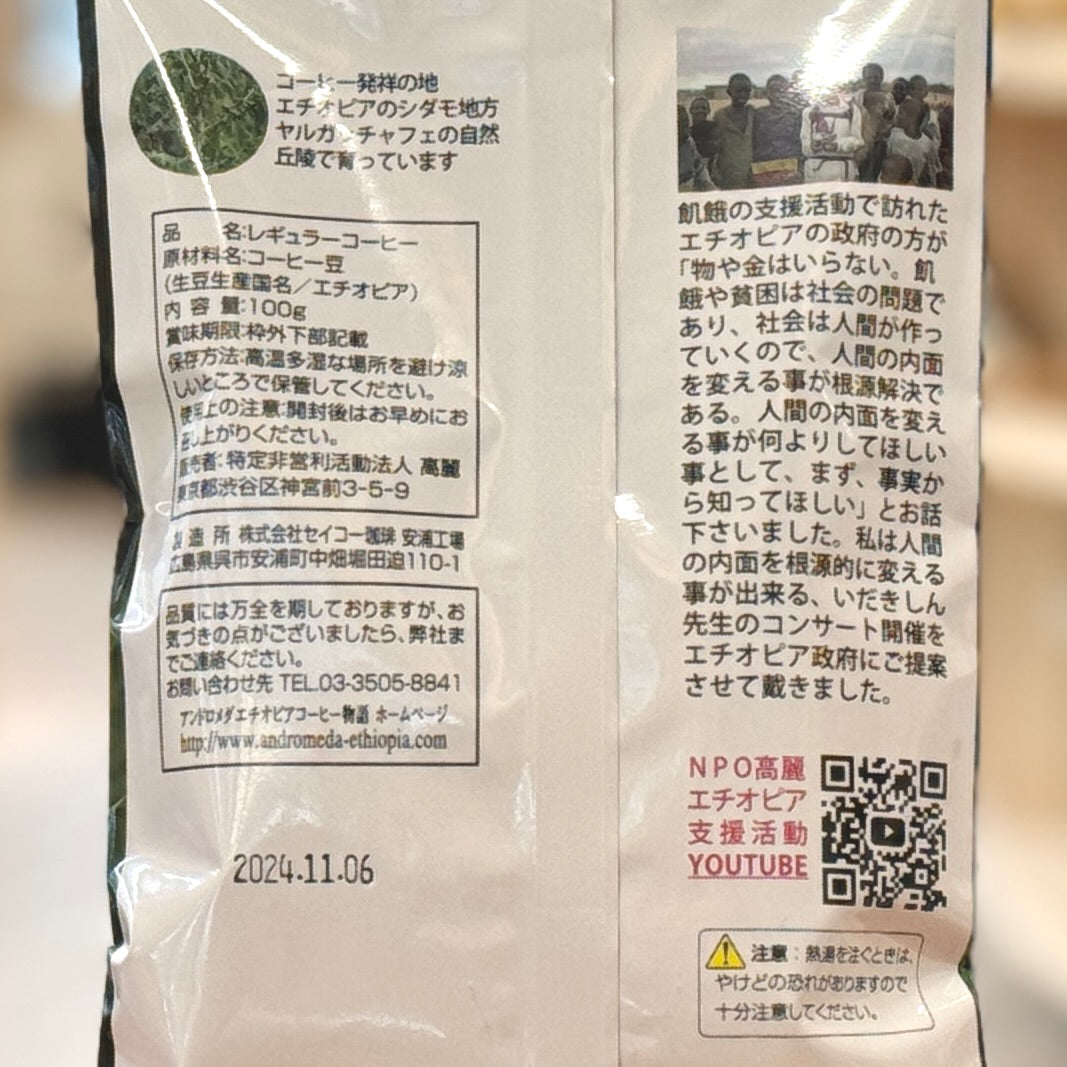 コーヒー発祥の地
エチオピアのシダモ地方
ヤルガッチャフェの自然
丘陵で育っています
品 名:レギュラーコーヒー
原材料名:コーヒー豆
(生豆生産国名/エチオピア)
内 容 量:100g
賞味期限:枠外下部記載
保存方法:高温多湿な場所を避け涼
しいところで保管してください。
使用上の注意:開封後はお早めにお
召し上がりください。
販売者:特定非営利活動法人 高麗
東京都渋谷区神宮前3-5-9
製 造 所 株式会社セイコー珈琲 安浦工場
広島県呉市安浦町中畑堀田迫110-1
品質には万全を期しておりますが、お
気づきの点がございましたら、弊社ま
でご連絡ください。
お問い合わせ先 TEL.03-3505-8841
アンドロメダエチオピアコーヒー物語 ホームページ
http://www.andromeda-ethiopia.com
2024.11.06
飢餓の支援活動で訪れた
エチオピアの政府の方が
「物や金はいらない。飢
餓や貧困は社会の問題で
あり、社会は人間が作っ
ていくので、人間の内面
を変える事が根源解決で
ある。人間の内面を変え
る事が何よりしてほしい
事として、まず、事実か
ら知ってほしい」とお話
下さいました。私は人間
の内面を根源的に変える
事が出来る、いだきしん
先生のコンサート開催を
エチオピア政府にご提案
させて戴きました。
NPO高麗
エチオピア
支援活動
YOUTUBE
注意:熱湯を注ぐときは、
やけどの恐れがありますので
十分注意してください。